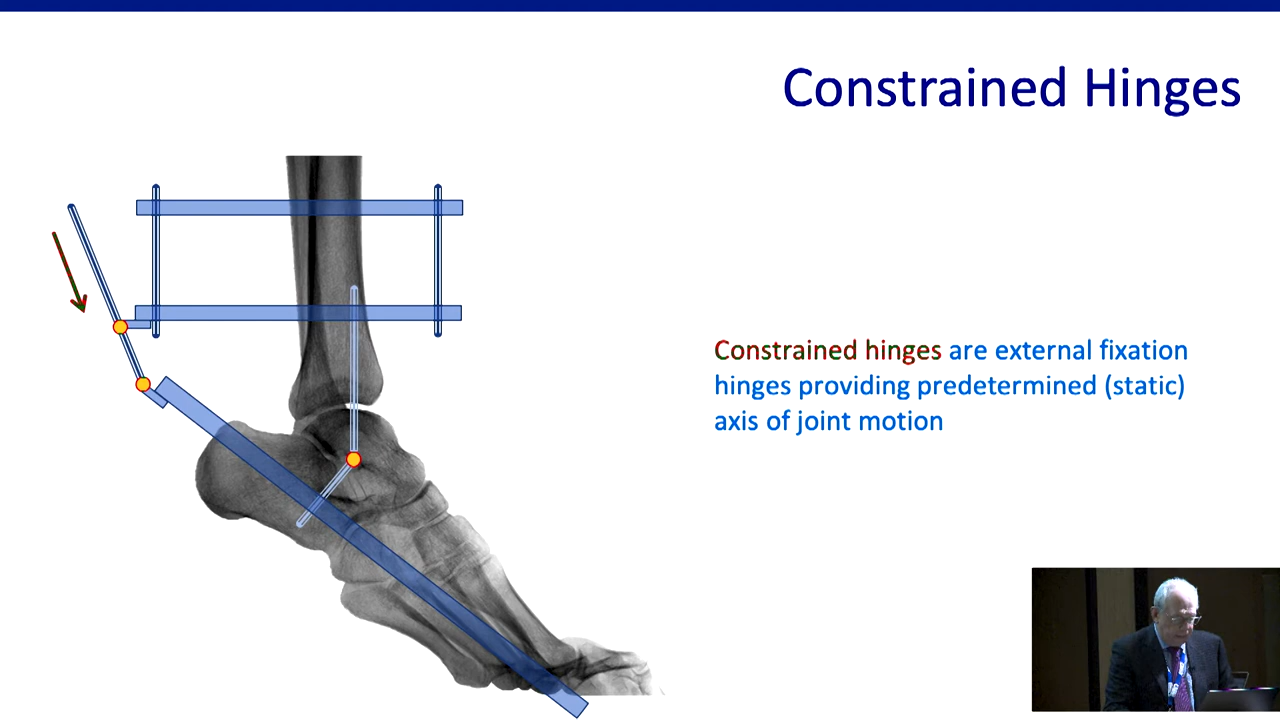 Constrained Hinges
Constrained hinges are external fixation
hinges providing predetermined (static)
axis of joint motion